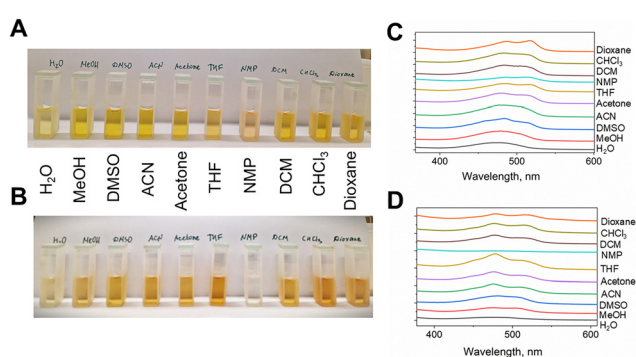 A
H₂O MeOH DMSO ACN Acetone THF NMP DCM CHCl₃ Dioxane
H₂O MeOH DMSO ACN Acetone THF NMP DCM CHCl₃ Dioxane
B
H₂O MeOH DMSO ACN Acetone THF NMP DCM CHCl₃ Dioxane
C
Dioxane
CHCl₃
DCM
NMP
THF
Acetone
ACN
DMSO
MeOH
H₂O
400 500 600
Wavelength, nm
D
Dioxane
CHCl₃
DCM
NMP
THF
Acetone
ACN
DMSO
MeOH
H₂O
400 500 600
Wavelength, nm